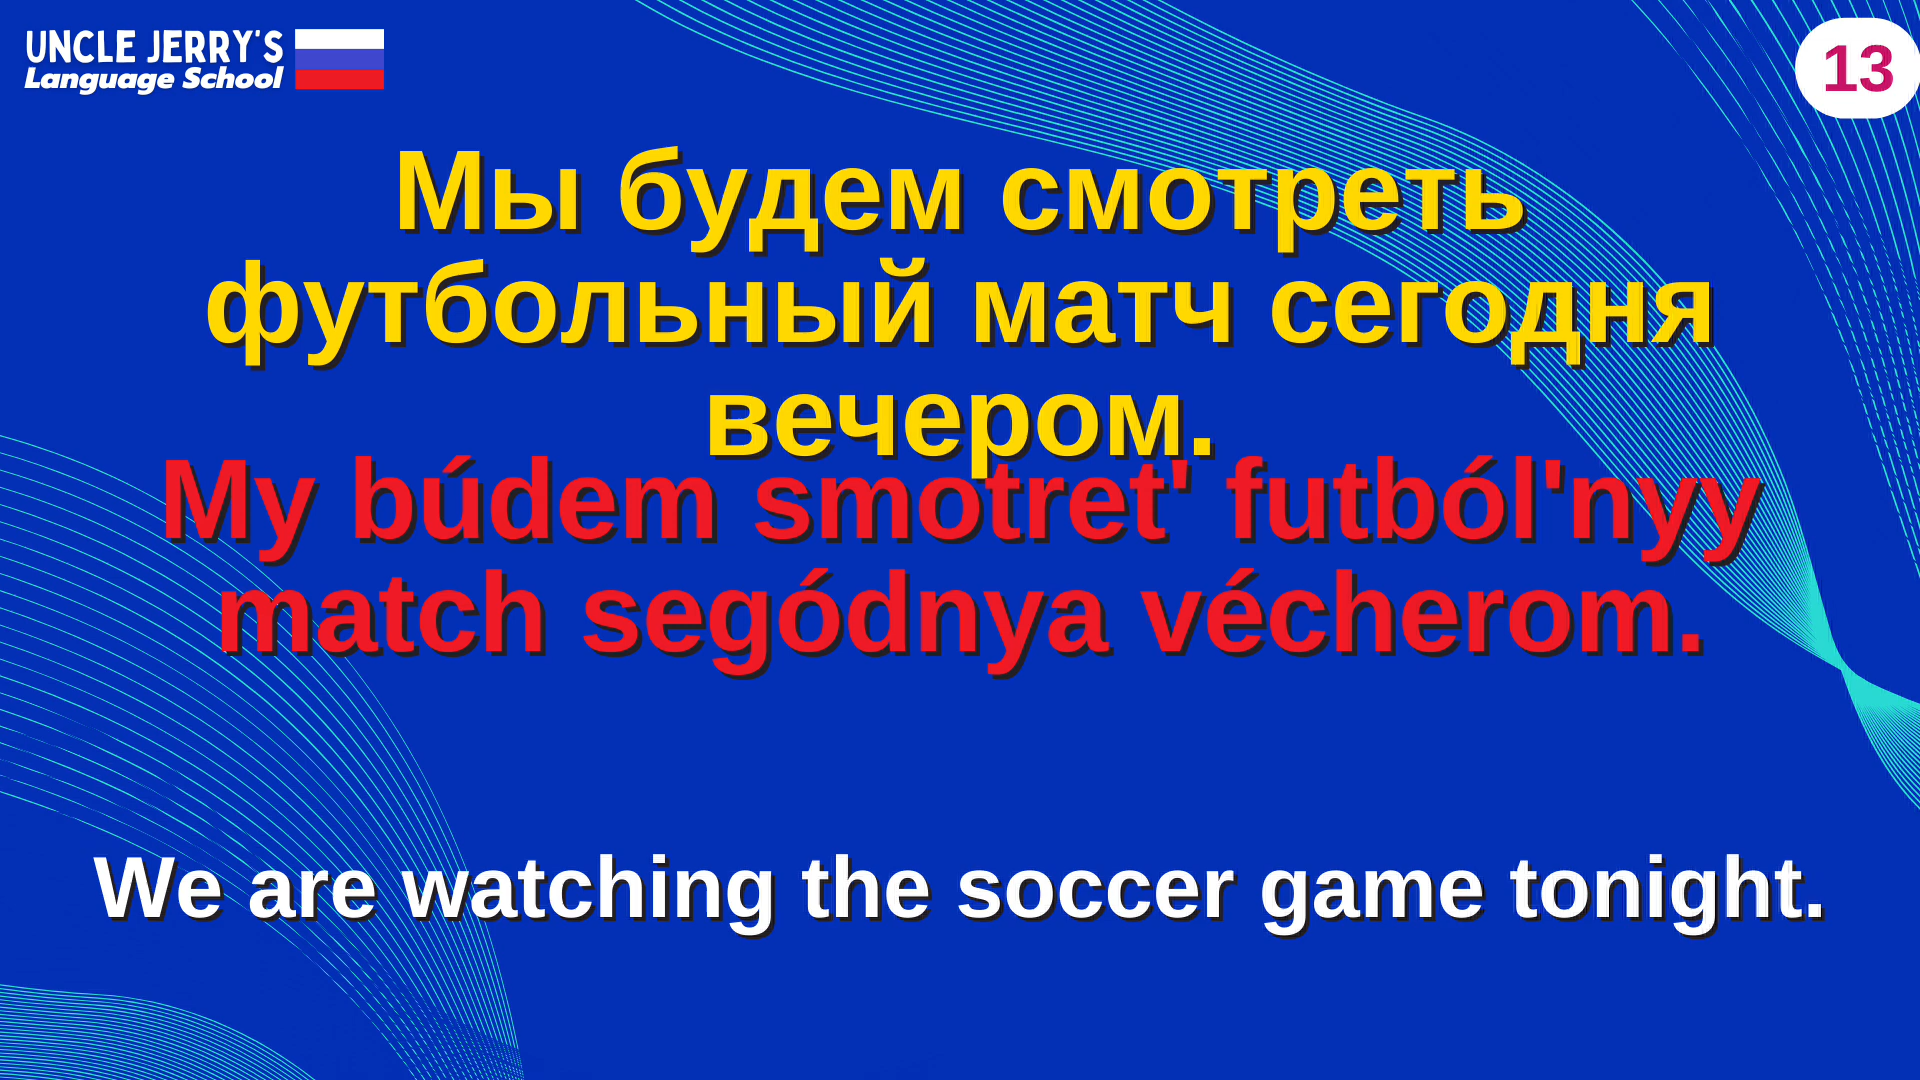 UNCLE JERRY'S
Language School
13
Мы будем смотреть
футбольный матч сегодня
вечером.
My búdem smotret' futból'nyy
match segódnya vécherom.
We are watching the soccer game tonight.